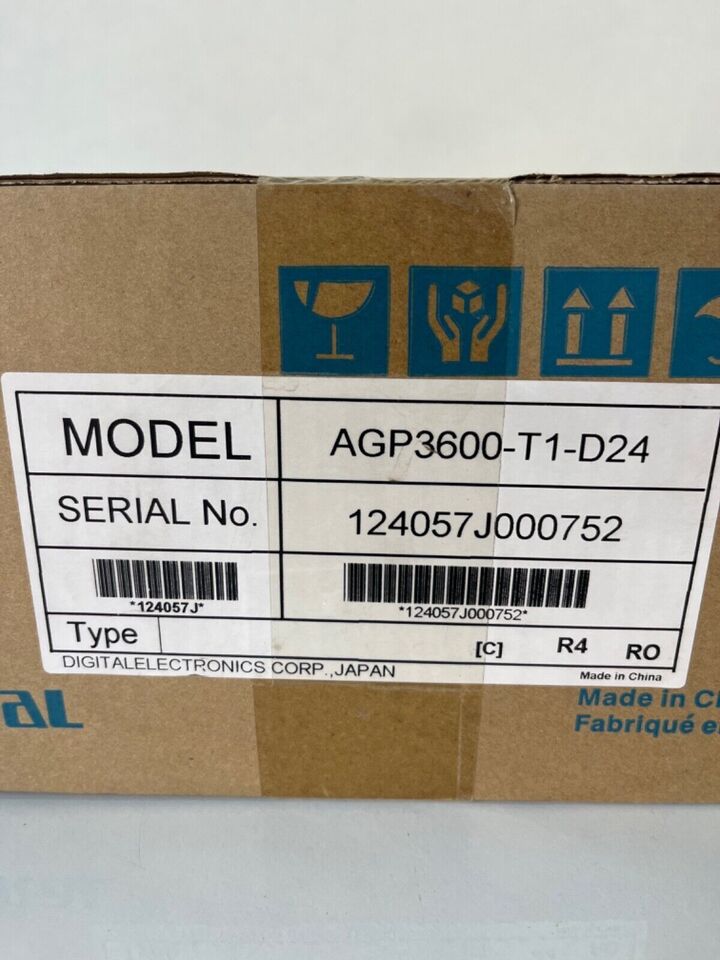 MODEL AGP3600-T1-D24
SERIAL No. 124057J000752
*124057J* *124057J000752*
Type [C] R4 RO
DIGITALELECTRONICS CORP.,JAPAN Made in China
Made in
Fabriqué